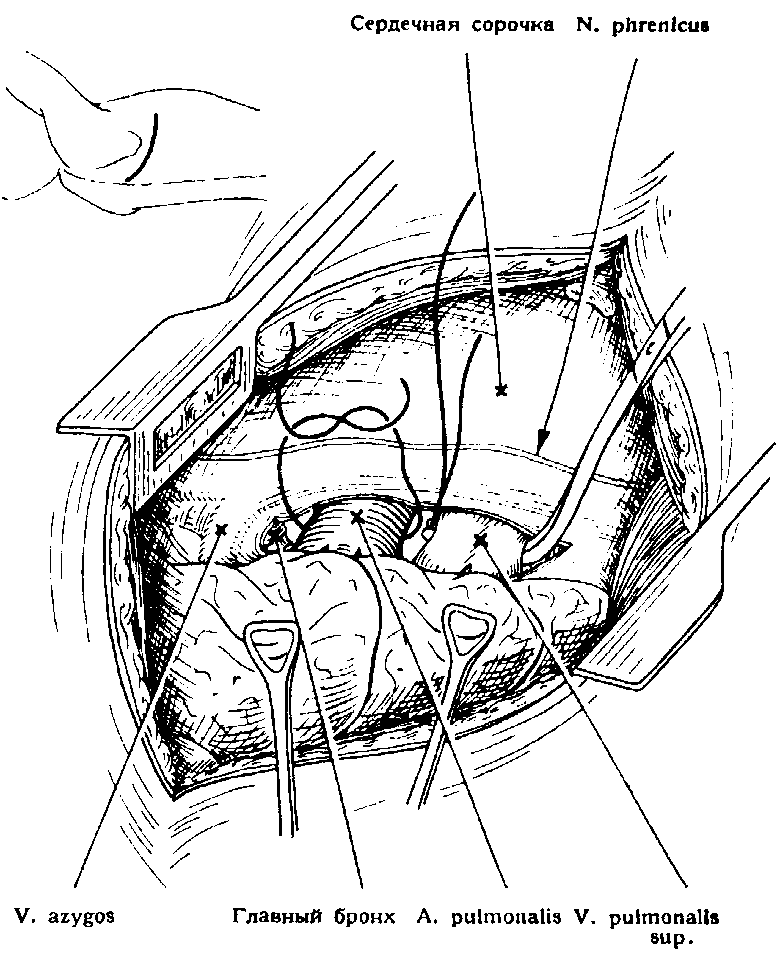 Сердечная сорочка N. phrenicus
V. azygos Главный бронх A. pulmonalis V. pulmonalis
sup.